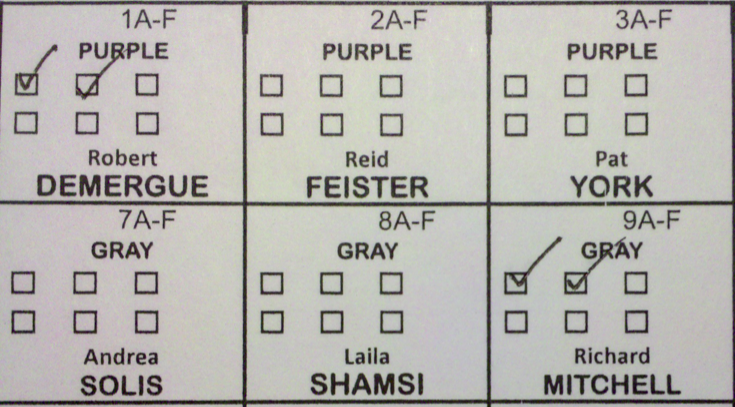 1A-F
PURPLE
Robert
DEMERGUE
2A-F
PURPLE
Reid
FEISTER
3A-F
PURPLE
Pat
YORK
7A-F
GRAY
Andrea
SOLIS
8A-F
GRAY
Laila
SHAMSI
9A-F
GRAY
Richard
MITCHELL